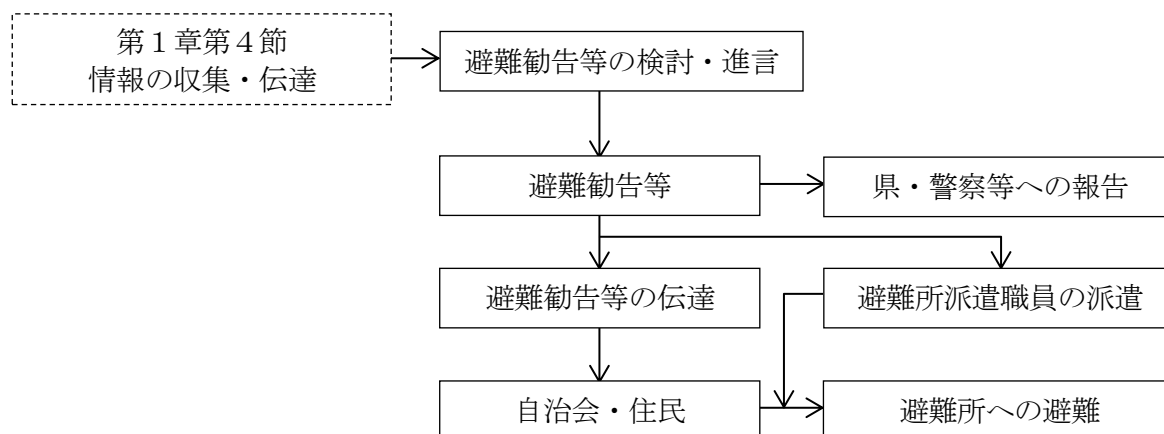 第１章第４節
情報の収集・伝達
避難勧告等の検討・進言
避難勧告等
県・警察等への報告
避難勧告等の伝達
避難所派遣職員の派遣
自治会・住民
避難所への避難